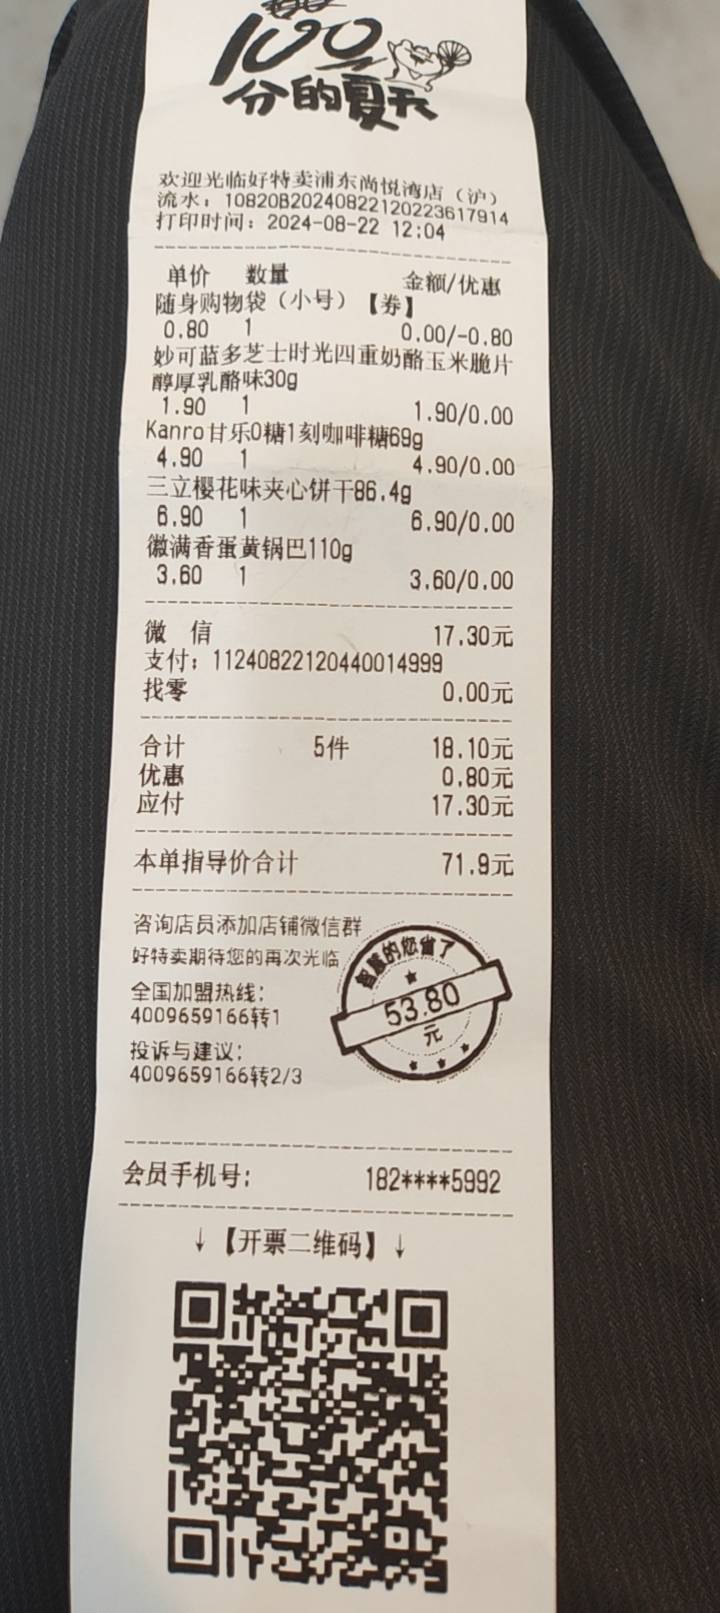 100
分的夏天
欢迎光临好特卖浦东尚悦湾店（沪）
流水：10820B20240822120223617914
打印时间：2024-08-22 12:04
单价 数量 金额/优惠
随身购物袋（小号）【券】
0.80 1 0.00/-0.80
妙可蓝多芝士时光四重奶酪玉米脆片
醇厚乳酪味30g
1.90 1 1.90/0.00
Kanro甘乐0糖1刻咖啡糖69g
4.90 1 4.90/0.00
三立樱花味夹心饼干86.4g
6.90 1 6.90/0.00
徽满香蛋黄锅巴110g
3.60 1 3.60/0.00
微 信 17.30元
支付：11240822120440014999
找零 0.00元
合计 5件 18.10元
优惠 0.80元
应付 17.30元
本单指导价合计 71.9元
咨询店员添加店铺微信群
好特卖期待您的再次光临
全国加盟热线：
4009659166转1
投诉与建议：
4009659166转2/3
智慧的您省了
53.80
元
会员手机号： 182****5992
↓【开票二维码】↓